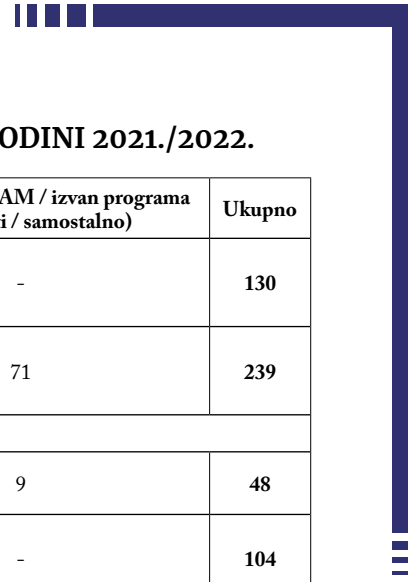 ODINI 2021./2022.
AM / izvan programa
i / samostalno)
Ukupno
- 130
71 239
9 48
- 104